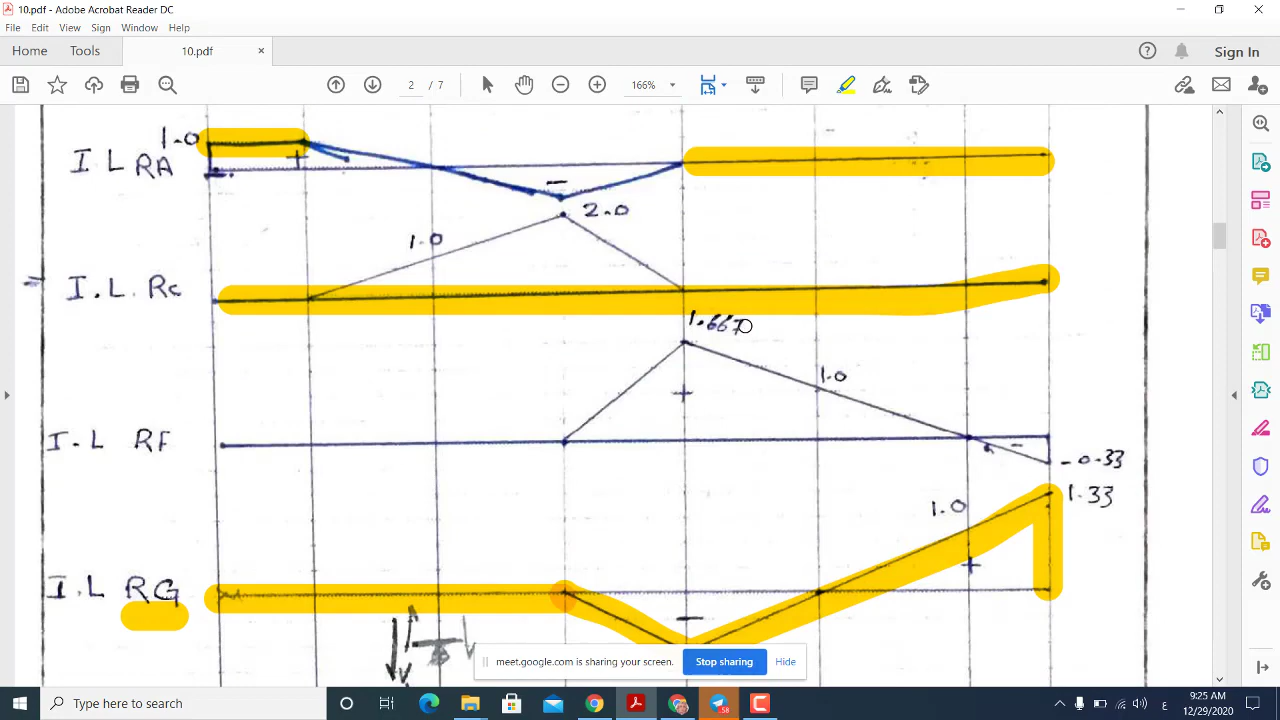 10.pdf - Adobe Acrobat Reader DC
File Edit View Sign Window Help
Home Tools 10.pdf × Sign In
2 / 7 166%
1.0
I L RA
+
-
2.0
1.0
= I.L. Rc
1.667
1.0
+
I.L RF
-
-0.33
1.33
1.0
I.L RG
+
-
meet.google.com is sharing your screen. Stop sharing Hide
Type here to search
.58
9:25 AM
12/29/2020